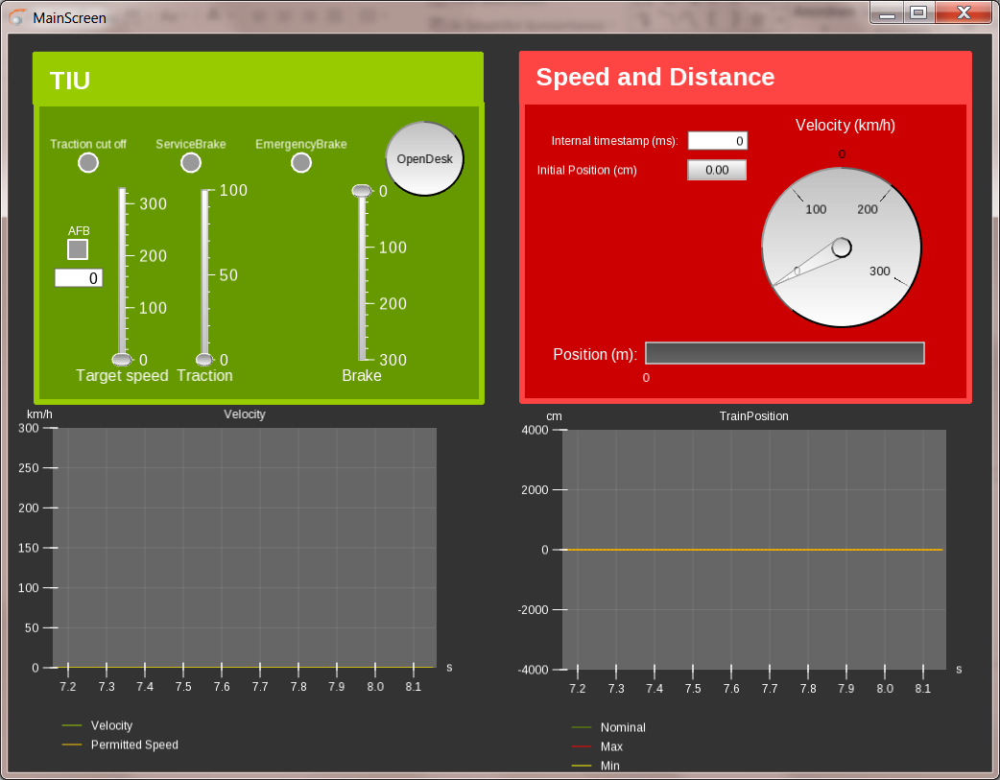 MainScreen
TIU
Traction cut off
ServiceBrake
EmergencyBrake
OpenDesk
AFB
0
300
200
100
0
Target speed
100
50
0
Traction
0
100
200
300
Brake
Speed and Distance
Internal timestamp (ms):
0
Initial Position (cm)
0.00
Velocity (km/h)
0
0
100
200
300
Position (m):
0
km/h
Velocity
300
250
200
150
100
50
0
7.2 7.3 7.4 7.5 7.6 7.7 7.8 7.9 8.0 8.1
s
Velocity
Permitted Speed
cm
TrainPosition
4000
2000
0
-2000
-4000
7.2 7.3 7.4 7.5 7.6 7.7 7.8 7.9 8.0 8.1
s
Nominal
Max
Min